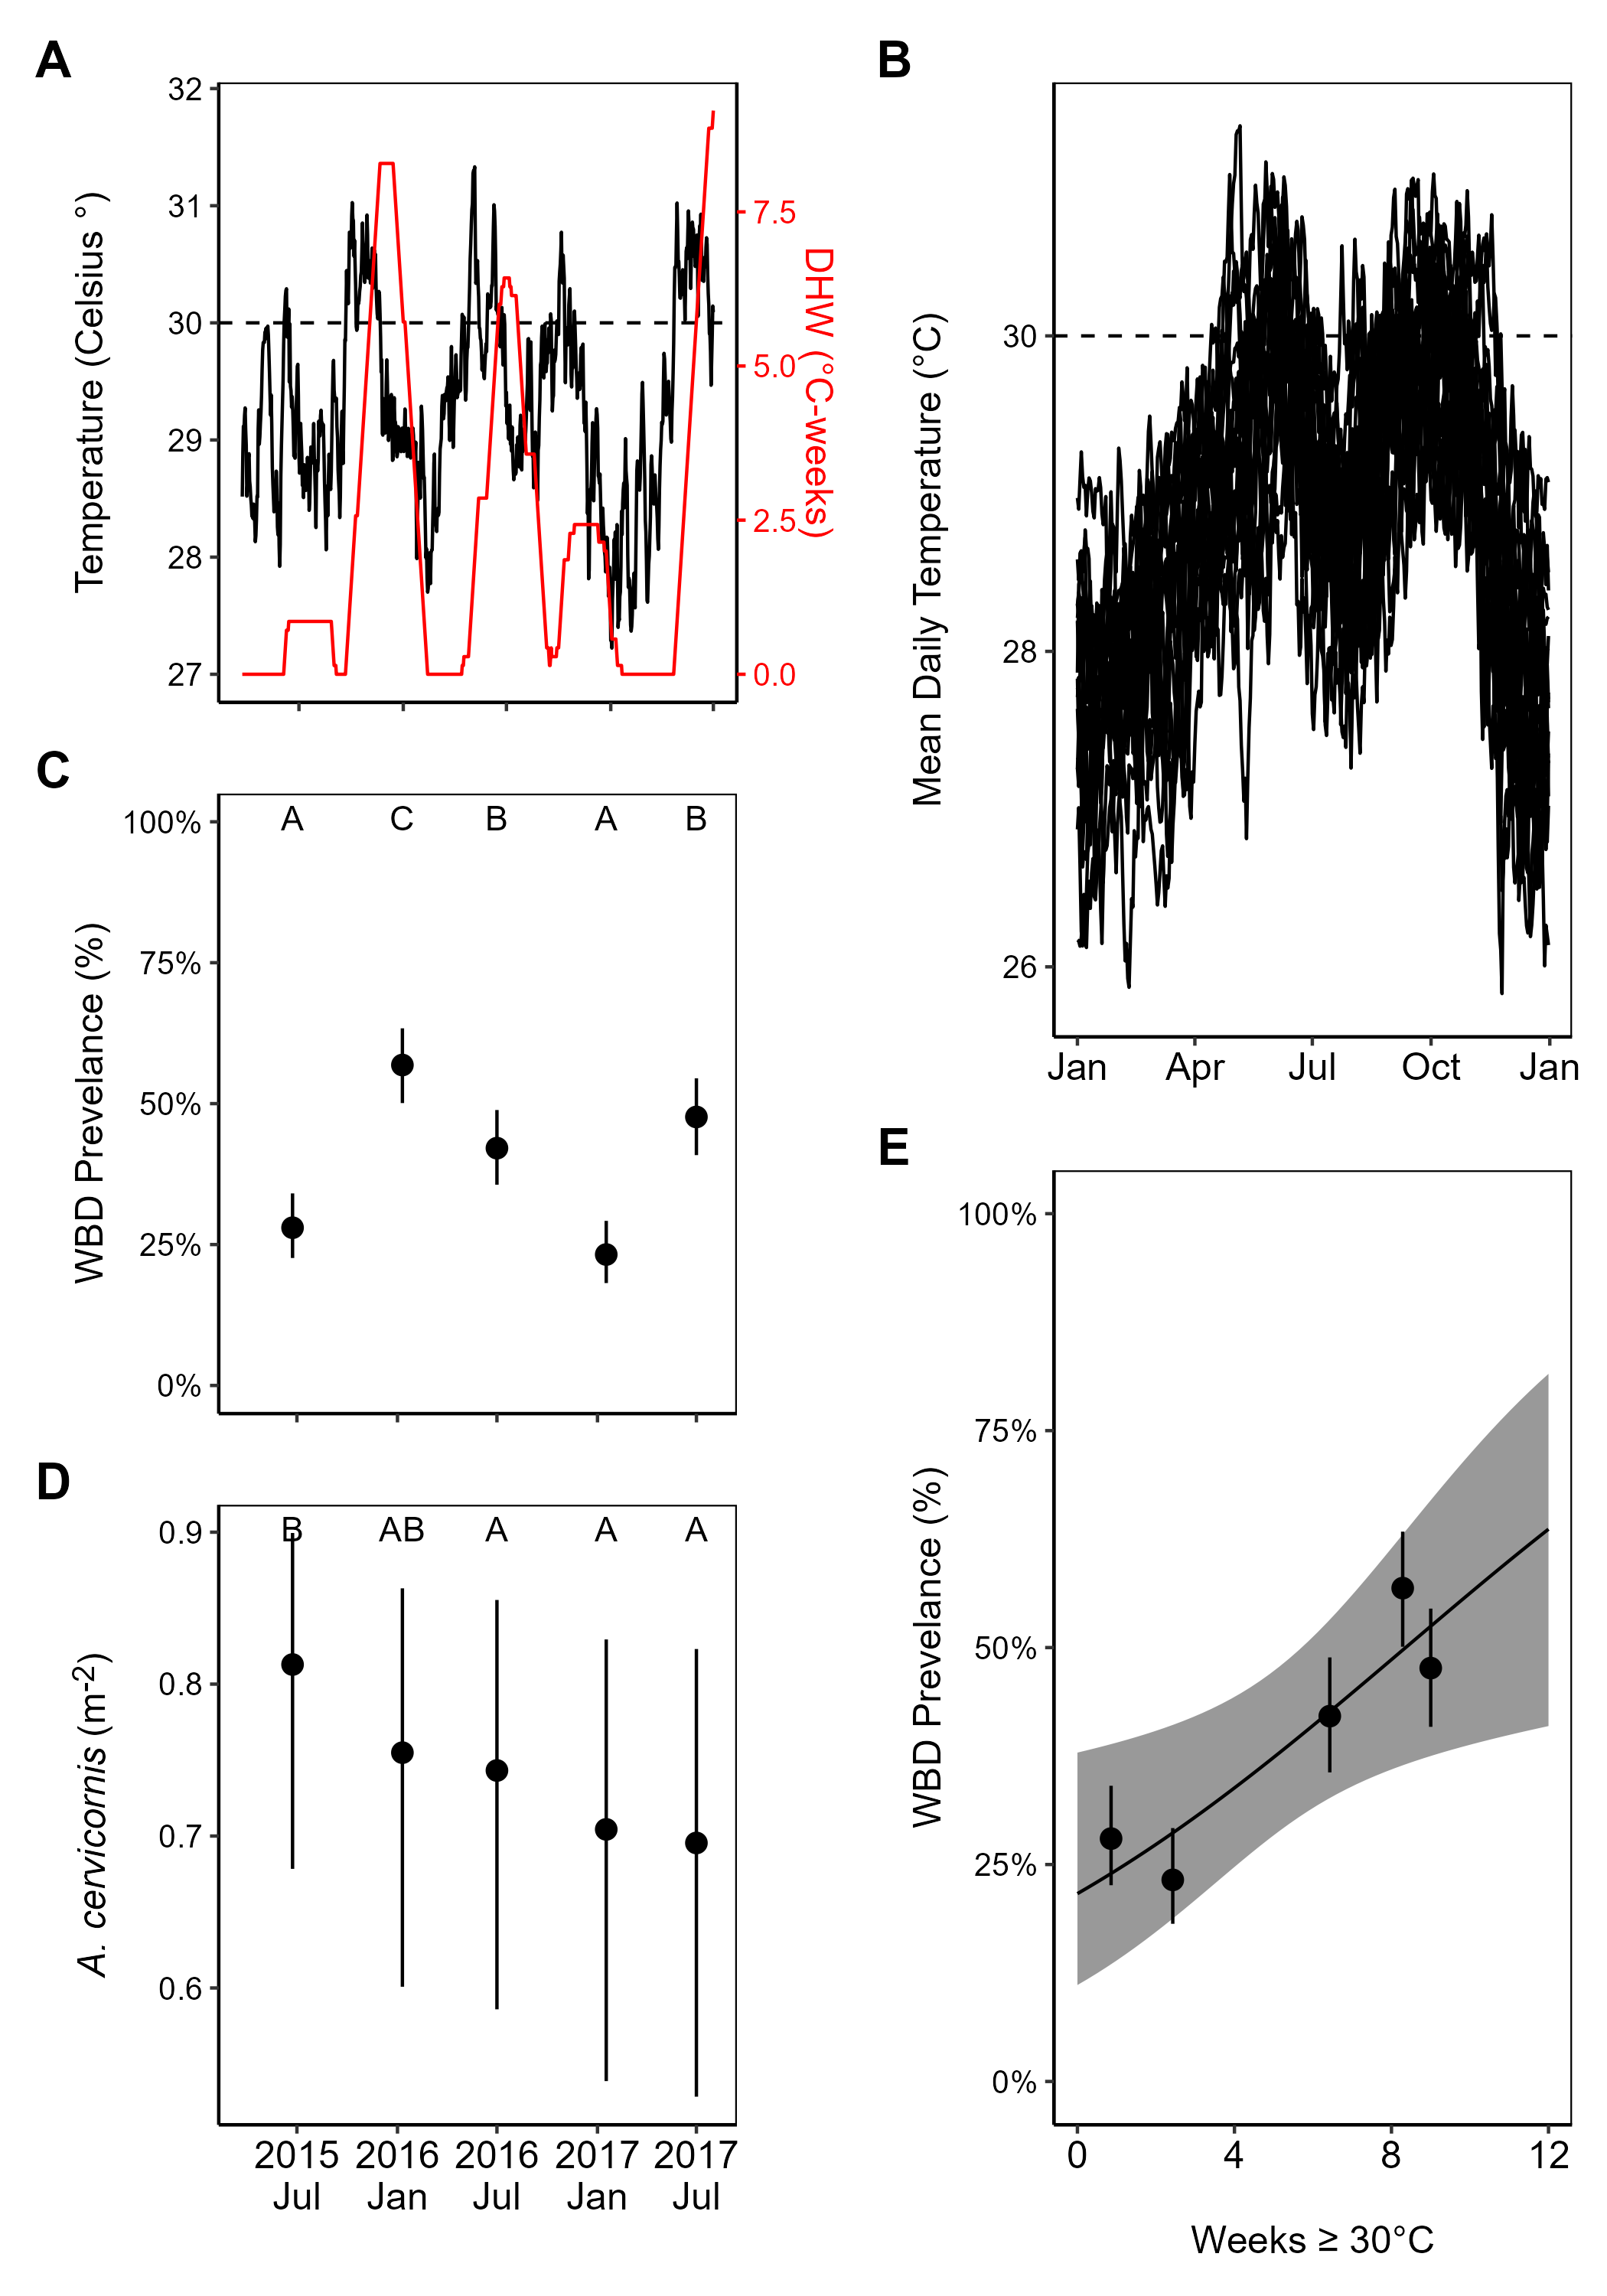 A
32
31
30
29
28
27
Temperature (Celsius °)
7.5
5.0
2.5
0.0
DHW (°C-weeks)
B
30
28
26
Mean Daily Temperature (°C)
Jan Apr Jul Oct Jan
C
A C B A B
100%
75%
50%
25%
0%
WBD Prevelance (%)
D
B AB A A A
0.9
0.8
0.7
0.6
A. cervicornis (m-2)
2015 2016 2016 2017 2017
Jul Jan Jul Jan Jul
E
100%
75%
50%
25%
0%
WBD Prevelance (%)
0 4 8 12
Weeks ≥ 30°C